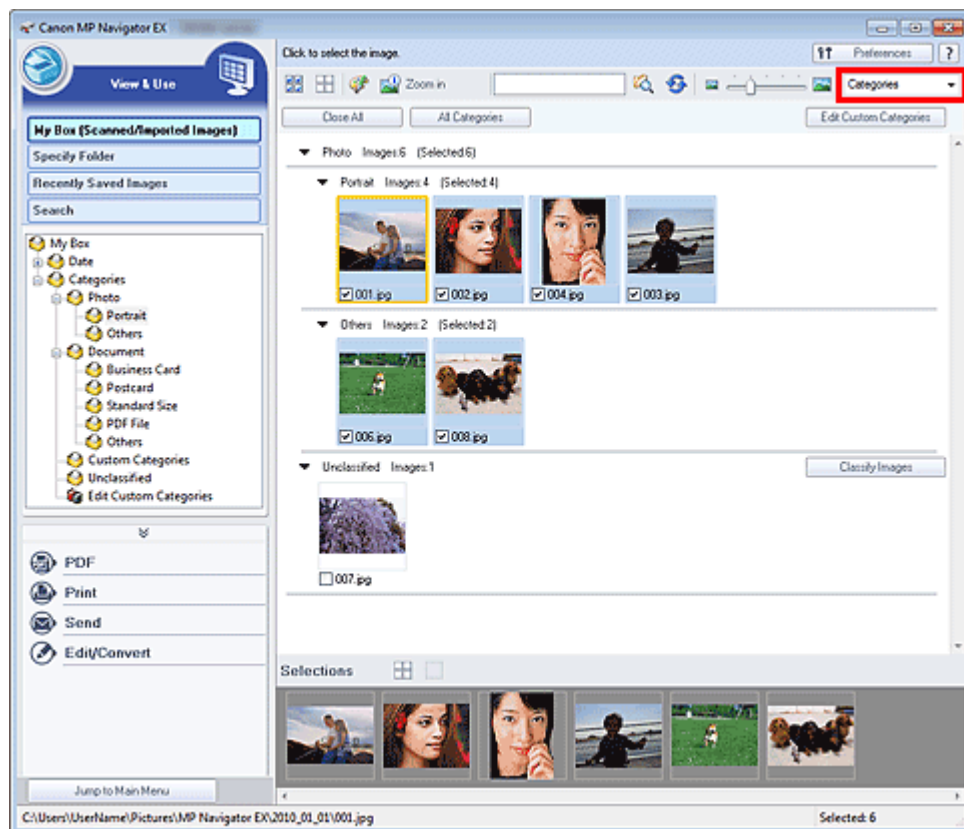 Canon MP Navigator EX
View & Use
My Box (Scanned/Imported Images)
Specify Folder
Recently Saved Images
Search
My Box
Date
Categories
Photo
Portrait
Others
Document
Business Card
Postcard
Standard Size
PDF File
Others
Custom Categories
Unclassified
Edit Custom Categories
PDF
Print
Send
Edit/Convert
Jump to Main Menu
Click to select the image.
Preferences ?
Zoom in
Categories
Close All All Categories Edit Custom Categories
Photo Images:6 (Selected:6)
Portrait Images:4 (Selected:4)
001.jpg 002.jpg 004.jpg 003.jpg
Others Images:2 (Selected:2)
006.jpg 008.jpg
Unclassified Images:1 Classify Images
007.jpg
Selections
C:\Users\UserName\Pictures\MP Navigator EX\2010_01_01\001.jpg Selected: 6